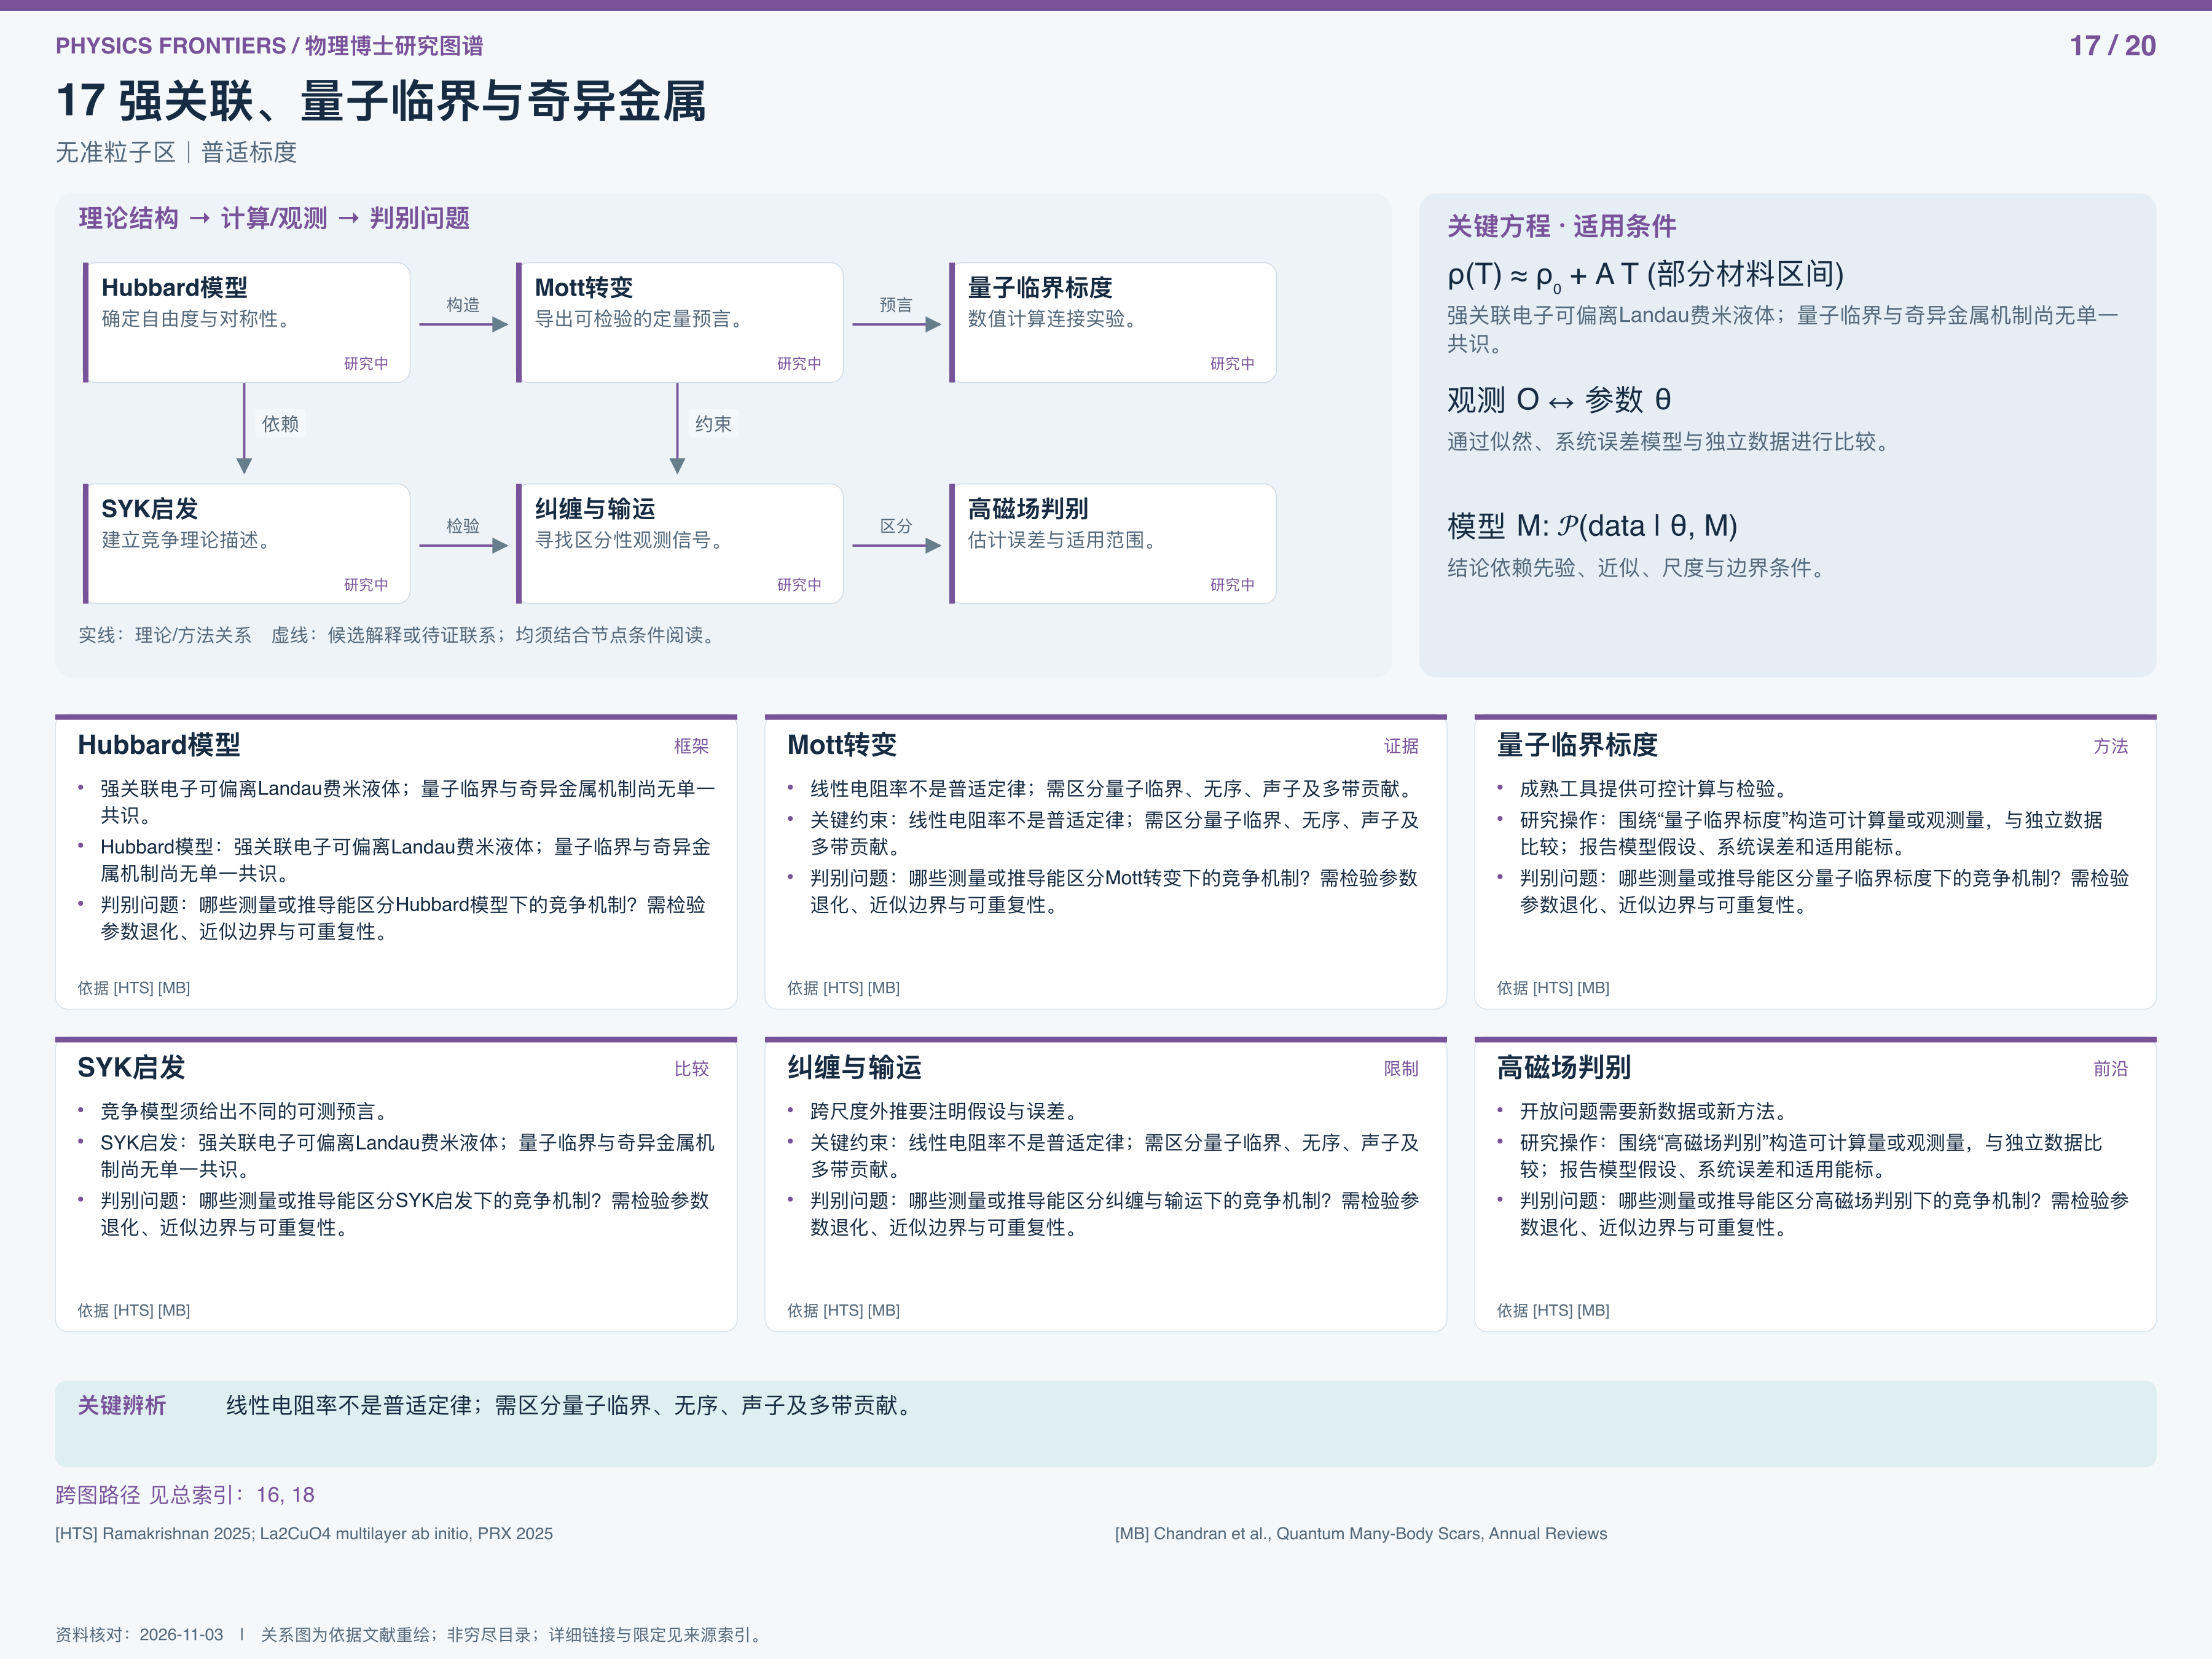 PHYSICS FRONTIERS / 物理博士研究图谱
17 / 20
17 强关联、量子临界与奇异金属
无准粒子区｜普适标度
理论结构 → 计算/观测 → 判别问题
Hubbard模型
确定自由度与对称性。
研究中
构造
Mott转变
导出可检验的定量预言。
研究中
预言
量子临界标度
数值计算连接实验。
研究中
依赖
约束
SYK启发
建立竞争理论描述。
研究中
检验
纠缠与输运
寻找区分性观测信号。
研究中
区分
高磁场判别
估计误差与适用范围。
研究中
实线：理论/方法关系　虚线：候选解释或待证联系；均须结合节点条件阅读。
关键方程 · 适用条件
ρ(T) ≈ ρ₀ + A T (部分材料区间)
强关联电子可偏离Landau费米液体；量子临界与奇异金属机制尚无单一
共识。
观测 O ↔ 参数 θ
通过似然、系统误差模型与独立数据进行比较。
模型 M: 𝒫(data | θ, M)
结论依赖先验、近似、尺度与边界条件。
Hubbard模型
框架
• 强关联电子可偏离Landau费米液体；量子临界与奇异金属机制尚无单一
共识。
• Hubbard模型：强关联电子可偏离Landau费米液体；量子临界与奇异金
属机制尚无单一共识。
• 判别问题：哪些测量或推导能区分Hubbard模型下的竞争机制？需检验
参数退化、近似边界与可重复性。
依据 [HTS] [MB]
Mott转变
证据
• 线性电阻率不是普适定律；需区分量子临界、无序、声子及多带贡献。
• 关键约束：线性电阻率不是普适定律；需区分量子临界、无序、声子及
多带贡献。
• 判别问题：哪些测量或推导能区分Mott转变下的竞争机制？需检验参数
退化、近似边界与可重复性。
依据 [HTS] [MB]
量子临界标度
方法
• 成熟工具提供可控计算与检验。
• 研究操作：围绕“量子临界标度”构造可计算量或观测量，与独立数据
比较；报告模型假设、系统误差和适用能标。
• 判别问题：哪些测量或推导能区分量子临界标度下的竞争机制？需检验
参数退化、近似边界与可重复性。
依据 [HTS] [MB]
SYK启发
比较
• 竞争模型须给出不同的可测预言。
• SYK启发：强关联电子可偏离Landau费米液体；量子临界与奇异金属机
制尚无单一共识。
• 判别问题：哪些测量或推导能区分SYK启发下的竞争机制？需检验参数
退化、近似边界与可重复性。
依据 [HTS] [MB]
纠缠与输运
限制
• 跨尺度外推要注明假设与误差。
• 关键约束：线性电阻率不是普适定律；需区分量子临界、无序、声子及
多带贡献。
• 判别问题：哪些测量或推导能区分纠缠与输运下的竞争机制？需检验参
数退化、近似边界与可重复性。
依据 [HTS] [MB]
高磁场判别
前沿
• 开放问题需要新数据或新方法。
• 研究操作：围绕“高磁场判别”构造可计算量或观测量，与独立数据比
较；报告模型假设、系统误差和适用能标。
• 判别问题：哪些测量或推导能区分高磁场判别下的竞争机制？需检验参
数退化、近似边界与可重复性。
依据 [HTS] [MB]
关键辨析　线性电阻率不是普适定律；需区分量子临界、无序、声子及多带贡献。
跨图路径 见总索引：16, 18
[HTS] Ramakrishnan 2025; La2CuO4 multilayer ab initio, PRX 2025
[MB] Chandran et al., Quantum Many-Body Scars, Annual Reviews
资料核对：2026-11-03　|　关系图为依据文献重绘；非穷尽目录；详细链接与限定见来源索引。